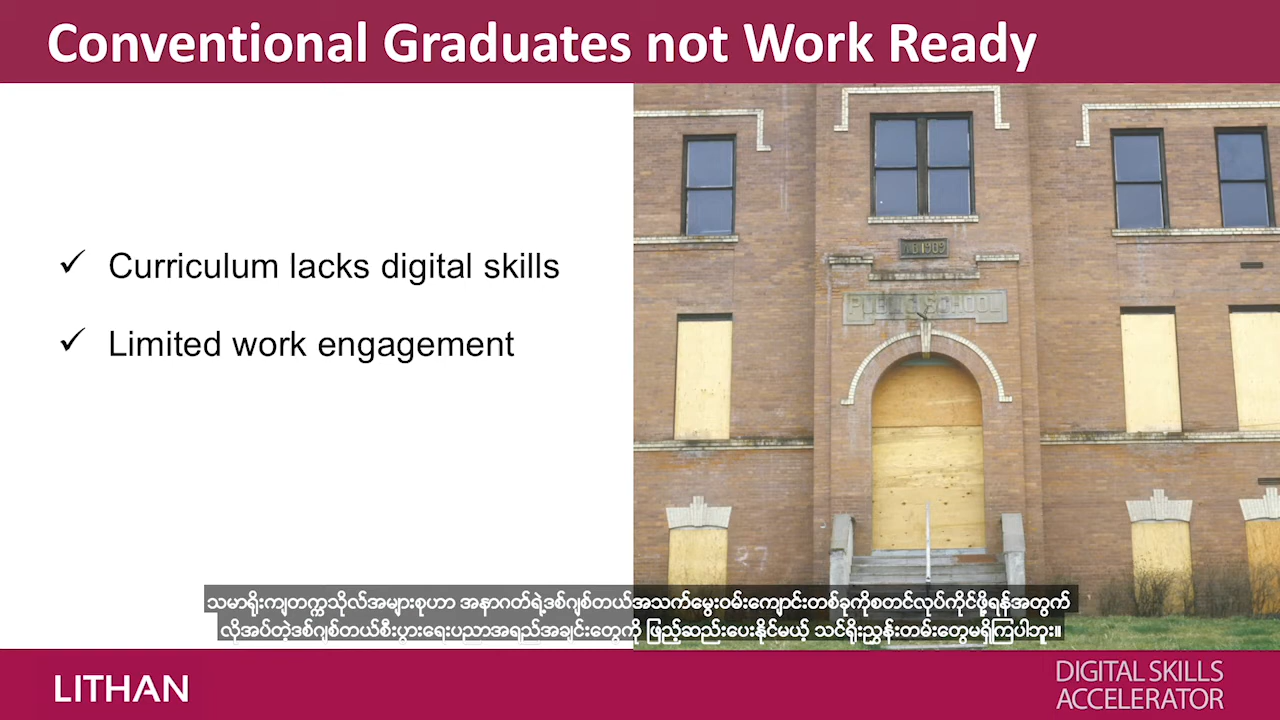 Conventional Graduates not Work Ready
✓ Curriculum lacks digital skills
✓ Limited work engagement
PUBLIC SCHOOL
သမာရိုးကျတက္ကသိုလ်အများစုဟာ အနာဂတ်ရဲ့ဒစ်ဂျစ်တယ်အသက်မွေးဝမ်းကျောင်းတစ်ခုကိုစတင်လုပ်ကိုင်ဖို့ရန်အတွက်
လိုအပ်တဲ့ဒစ်ဂျစ်တယ်စီးပွားရေးပညာအရည်အချင်းတွေကို ဖြည့်ဆည်းပေးနိုင်မယ့် သင်ရိုးညွှန်းတမ်းတွေမရှိကြပါဘူး။
LITHAN
DIGITAL SKILLS
ACCELERATOR